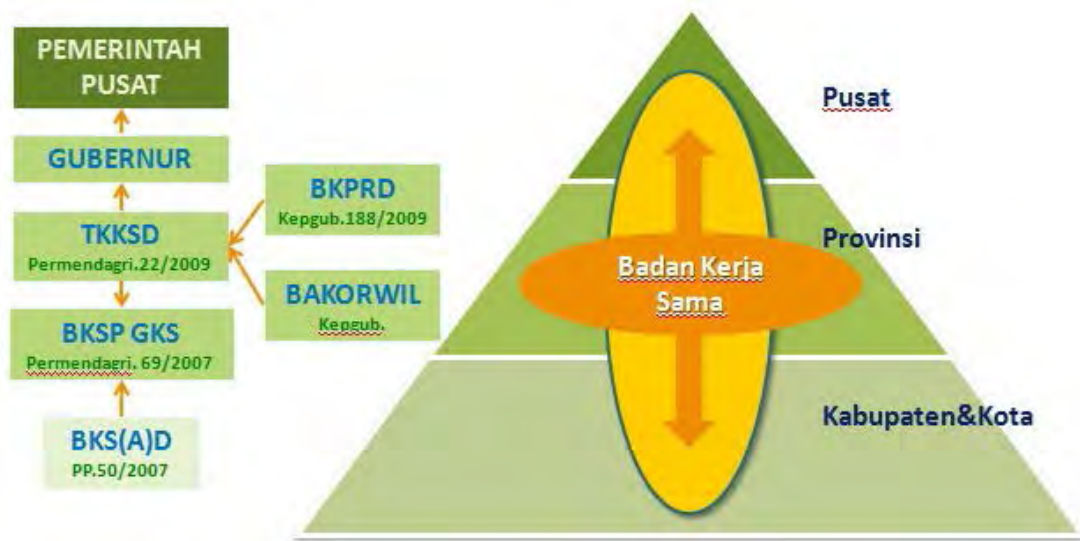 PEMERINTAH
PUSAT
GUBERNUR
TKKSD
Permendagri.22/2009
BKSP GKS
Permendagri. 69/2007
BKS(A)D
PP.50/2007
BKPRD
Kepgub.188/2009
BAKORWIL
Kepgub.
Pusat
Provinsi
Badan Kerja
Sama
Kabupaten&Kota